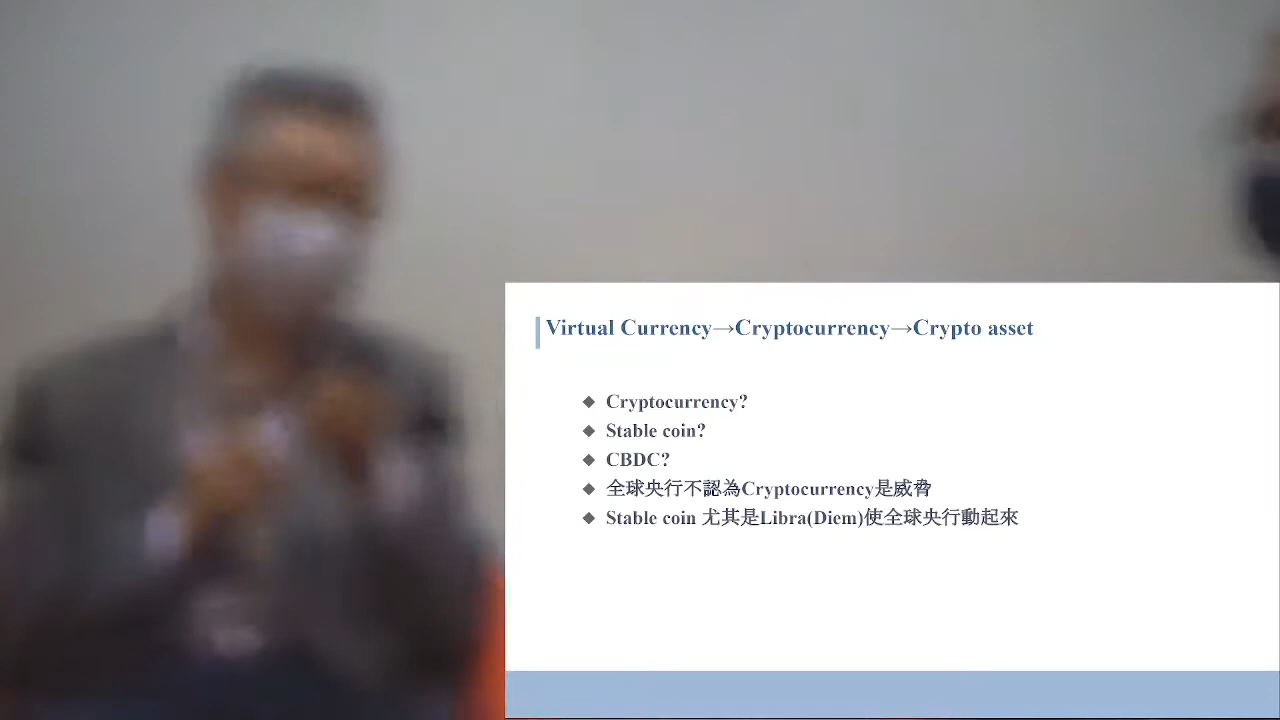 Virtual Currency→Cryptocurrency→Crypto asset
◆ Cryptocurrency?
◆ Stable coin?
◆ CBDC?
◆ 全球央行不認為Cryptocurrency是威脅
◆ Stable coin 尤其是Libra(Diem)使全球央行動起來